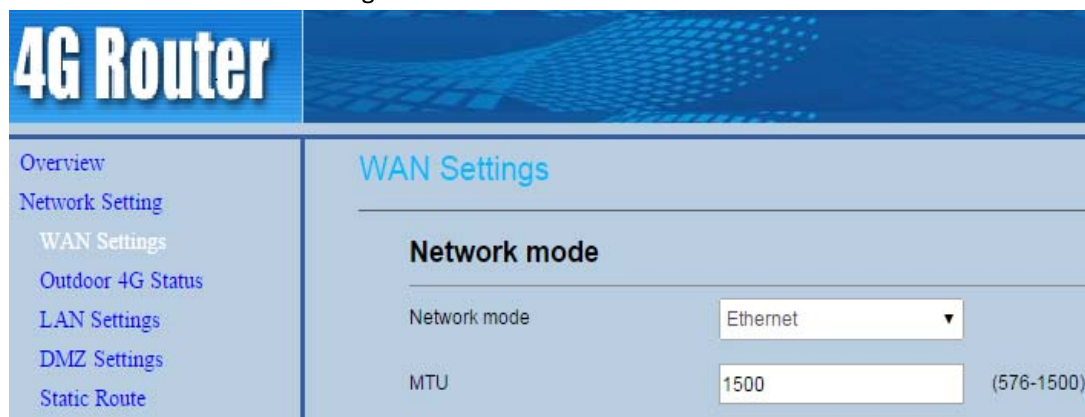 4G Router
Overview
Network Setting
WAN Settings
Outdoor 4G Status
LAN Settings
DMZ Settings
Static Route
WAN Settings
Network mode
Network mode Ethernet
MTU 1500 (576-1500)